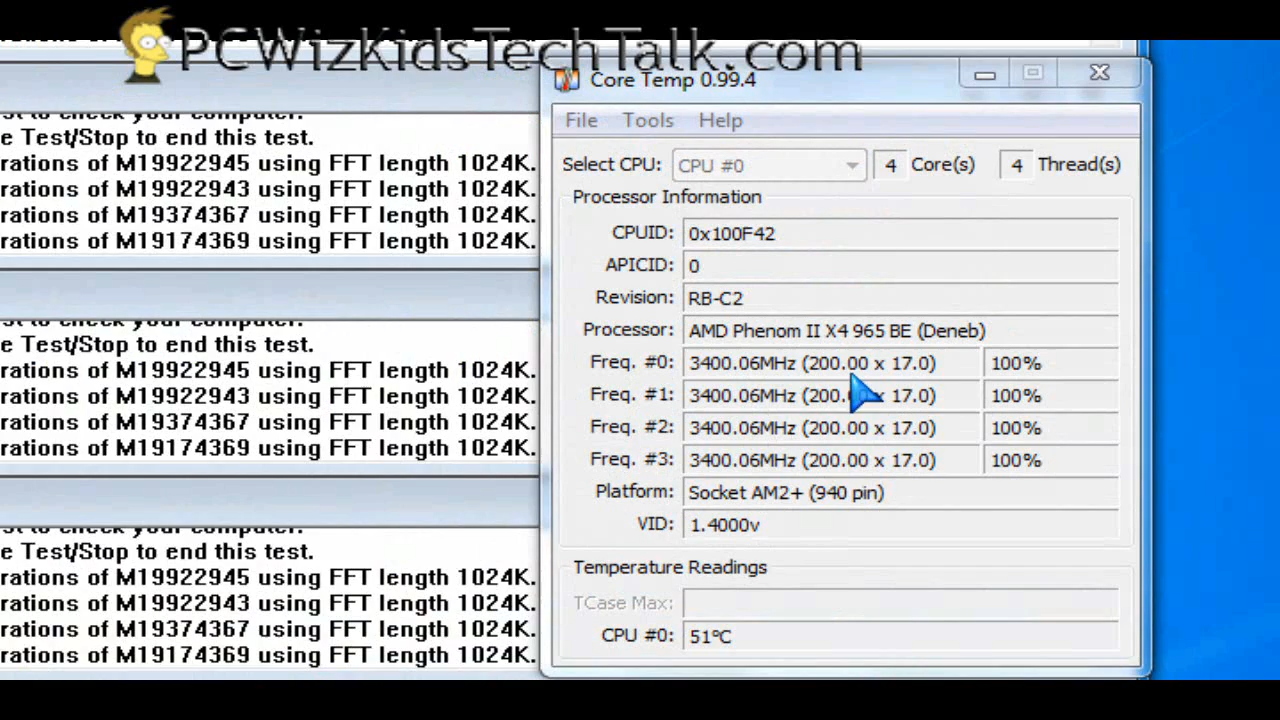 PCWizKidsTechTalk.com
e Test/Stop to end this test.
rations of M19922945 using FFT length 1024K.
rations of M19922943 using FFT length 1024K.
rations of M19374367 using FFT length 1024K.
rations of M19174369 using FFT length 1024K.
e Test/Stop to end this test.
rations of M19922945 using FFT length 1024K.
rations of M19922943 using FFT length 1024K.
rations of M19374367 using FFT length 1024K.
rations of M19174369 using FFT length 1024K.
e Test/Stop to end this test.
rations of M19922945 using FFT length 1024K.
rations of M19922943 using FFT length 1024K.
rations of M19374367 using FFT length 1024K.
rations of M19174369 using FFT length 1024K.
Core Temp 0.99.4
File Tools Help
Select CPU: CPU #0 4 Core(s) 4 Thread(s)
Processor Information
CPUID: 0x100F42
APICID: 0
Revision: RB-C2
Processor: AMD Phenom II X4 965 BE (Deneb)
Freq. #0: 3400.06MHz (200.00 x 17.0) 100%
Freq. #1: 3400.06MHz (200. x 17.0) 100%
Freq. #2: 3400.06MHz (200.00 x 17.0) 100%
Freq. #3: 3400.06MHz (200.00 x 17.0) 100%
Platform: Socket AM2+ (940 pin)
VID: 1.4000v
Temperature Readings
TCase Max:
CPU #0: 51°C